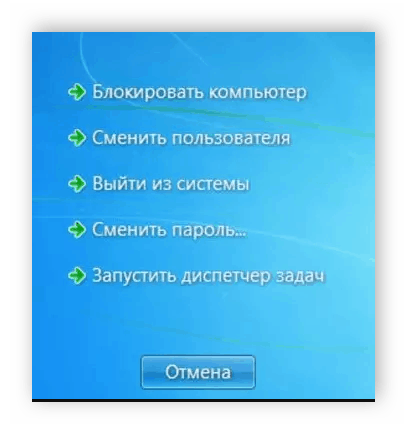 Блокировать компьютер
Сменить пользователя
Выйти из системы
Сменить пароль...
Запустить диспетчер задач
Отмена